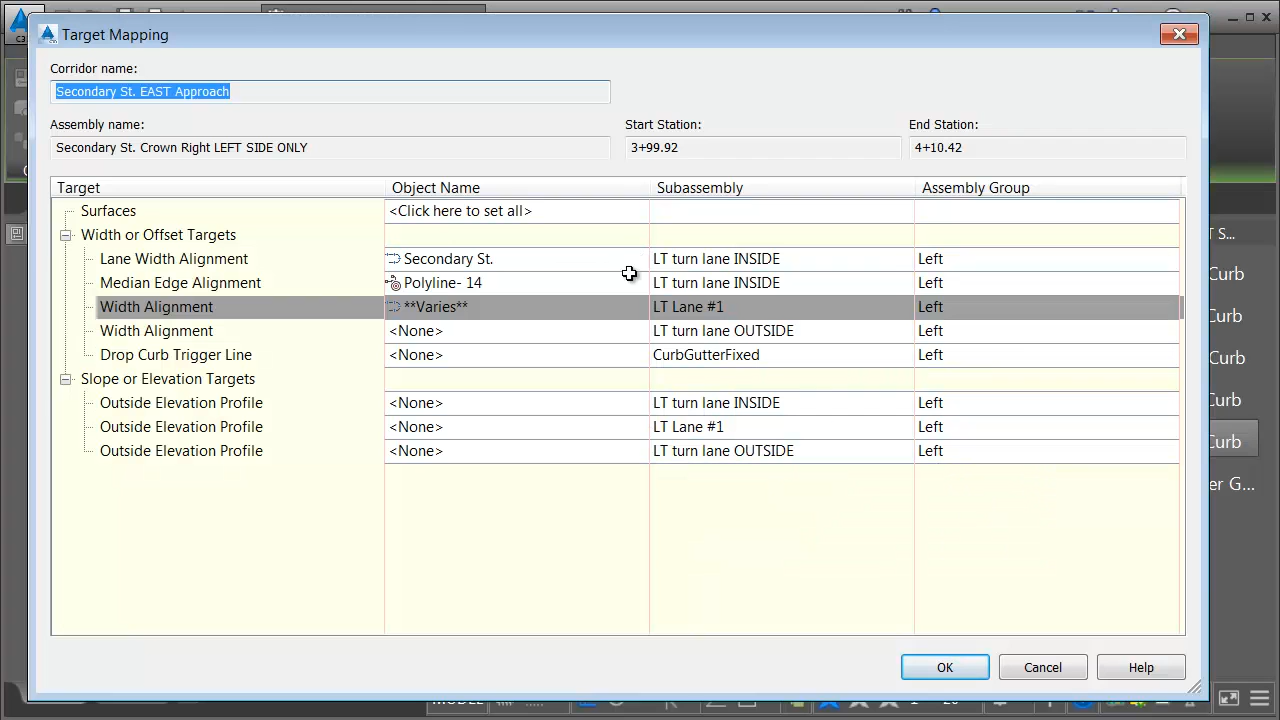 C3
Target Mapping
Corridor name:
Secondary St. EAST Approach
Assembly name:
Start Station:
End Station:
Secondary St. Crown Right LEFT SIDE ONLY
3+99.92
4+10.42
Target
Object Name
Subassembly
Assembly Group
Surfaces
<Click here to set all>
Width or Offset Targets
Lane Width Alignment
Secondary St.
LT turn lane INSIDE
Left
Median Edge Alignment
Polyline- 14
LT turn lane INSIDE
Left
Width Alignment
**Varies**
LT Lane #1
Left
Width Alignment
<None>
LT turn lane OUTSIDE
Left
Drop Curb Trigger Line
<None>
CurbGutterFixed
Left
Slope or Elevation Targets
Outside Elevation Profile
<None>
LT turn lane INSIDE
Left
Outside Elevation Profile
<None>
LT Lane #1
Left
Outside Elevation Profile
<None>
LT turn lane OUTSIDE
Left
OK
Cancel
Help
T S...
Curb
Curb
Curb
Curb
Curb
er G...
MODEL